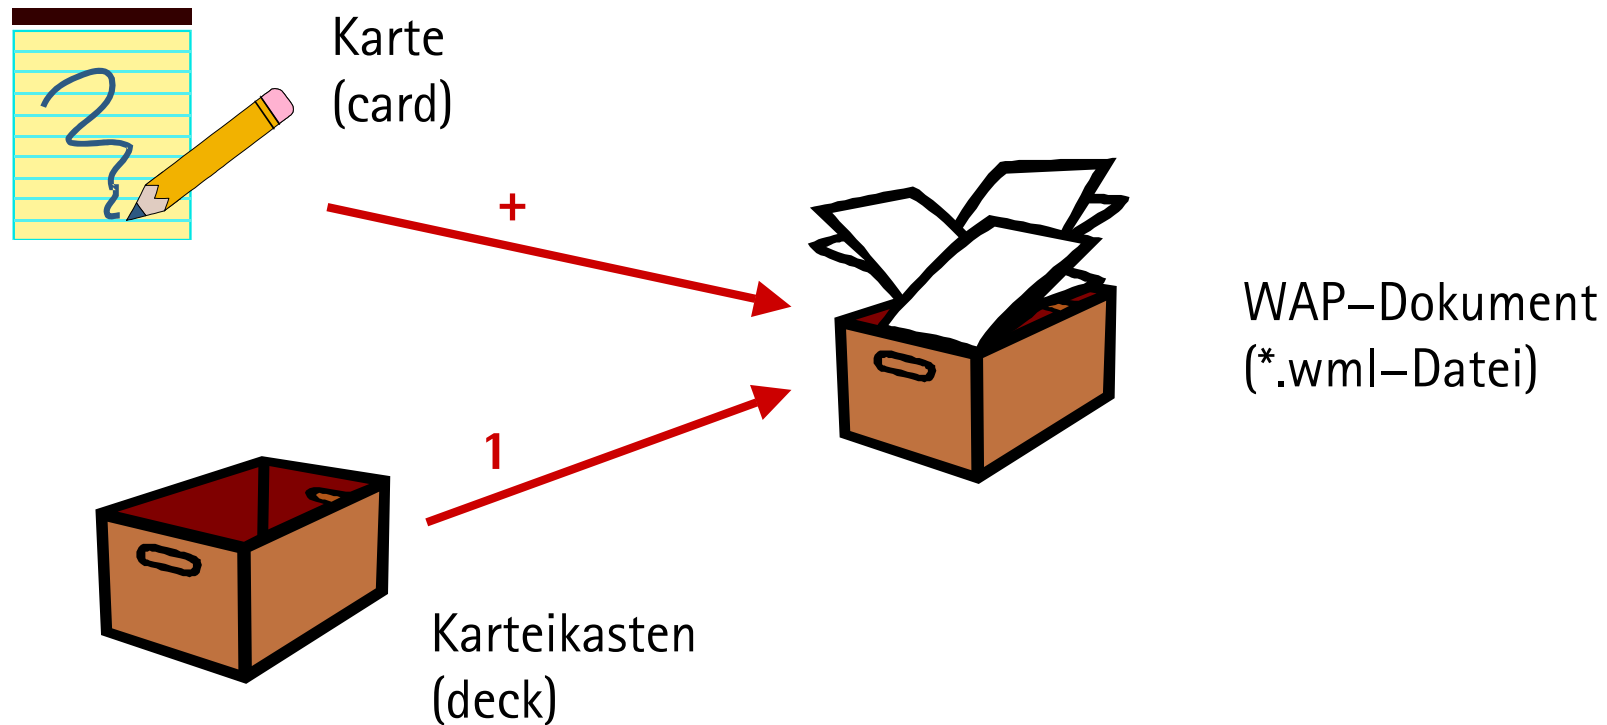 Karte
(card)
+
WAP–Dokument
(*.wml–Datei)
1
Karteikasten
(deck)